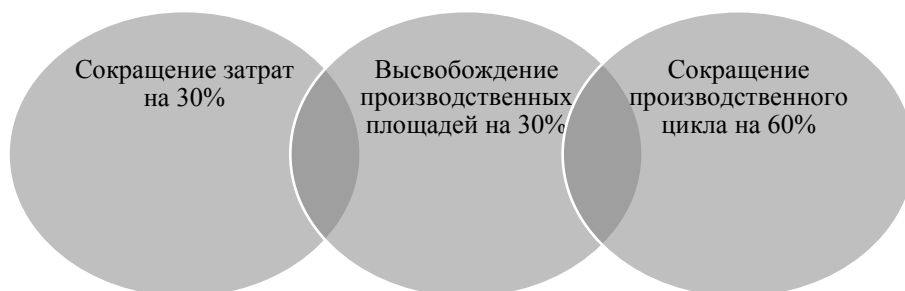 Сокращение затрат
на 30%
Высвобождение
производственных
площадей на 30%
Сокращение
производственного
цикла на 60%